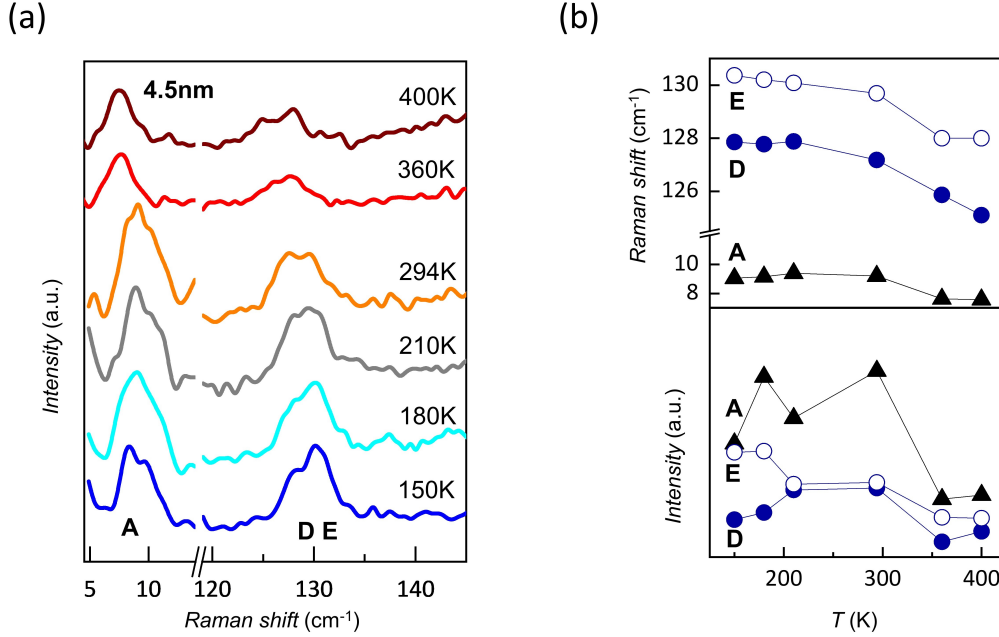 (a)
4.5nm
400K
360K
294K
210K
180K
150K
A
D E
Intensity (a.u.)
5
10
120
130
140
Raman shift (cm⁻¹)
(b)
130
128
126
10
8
E
D
A
Raman shift (cm⁻¹)
A
E
D
Intensity (a.u.)
200
300
400
T (K)